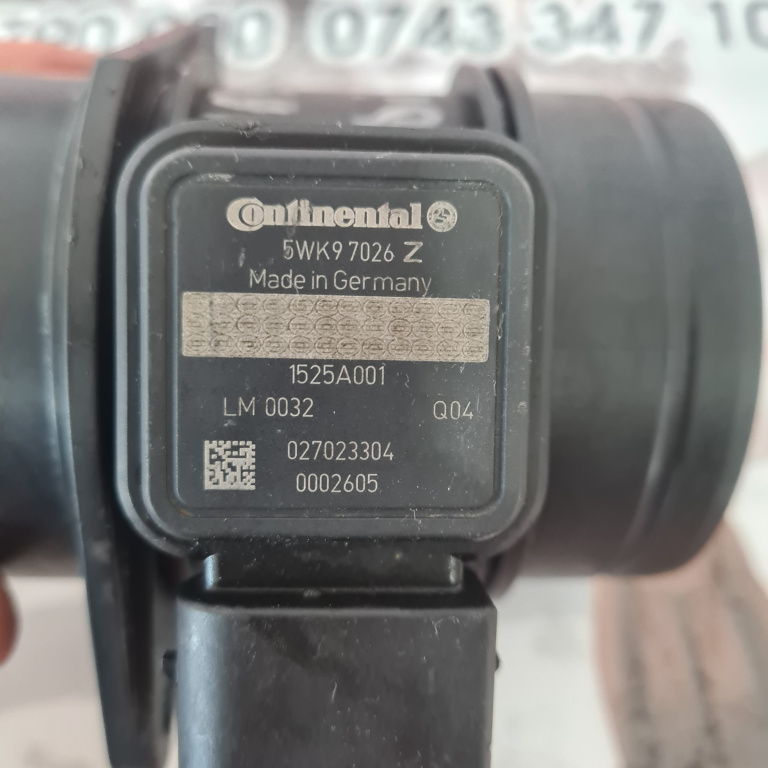 0743 347 10
Continental
5WK9 7026 Z
Made in Germany
1525A001
LM 0032 Q04
027023304
0002605